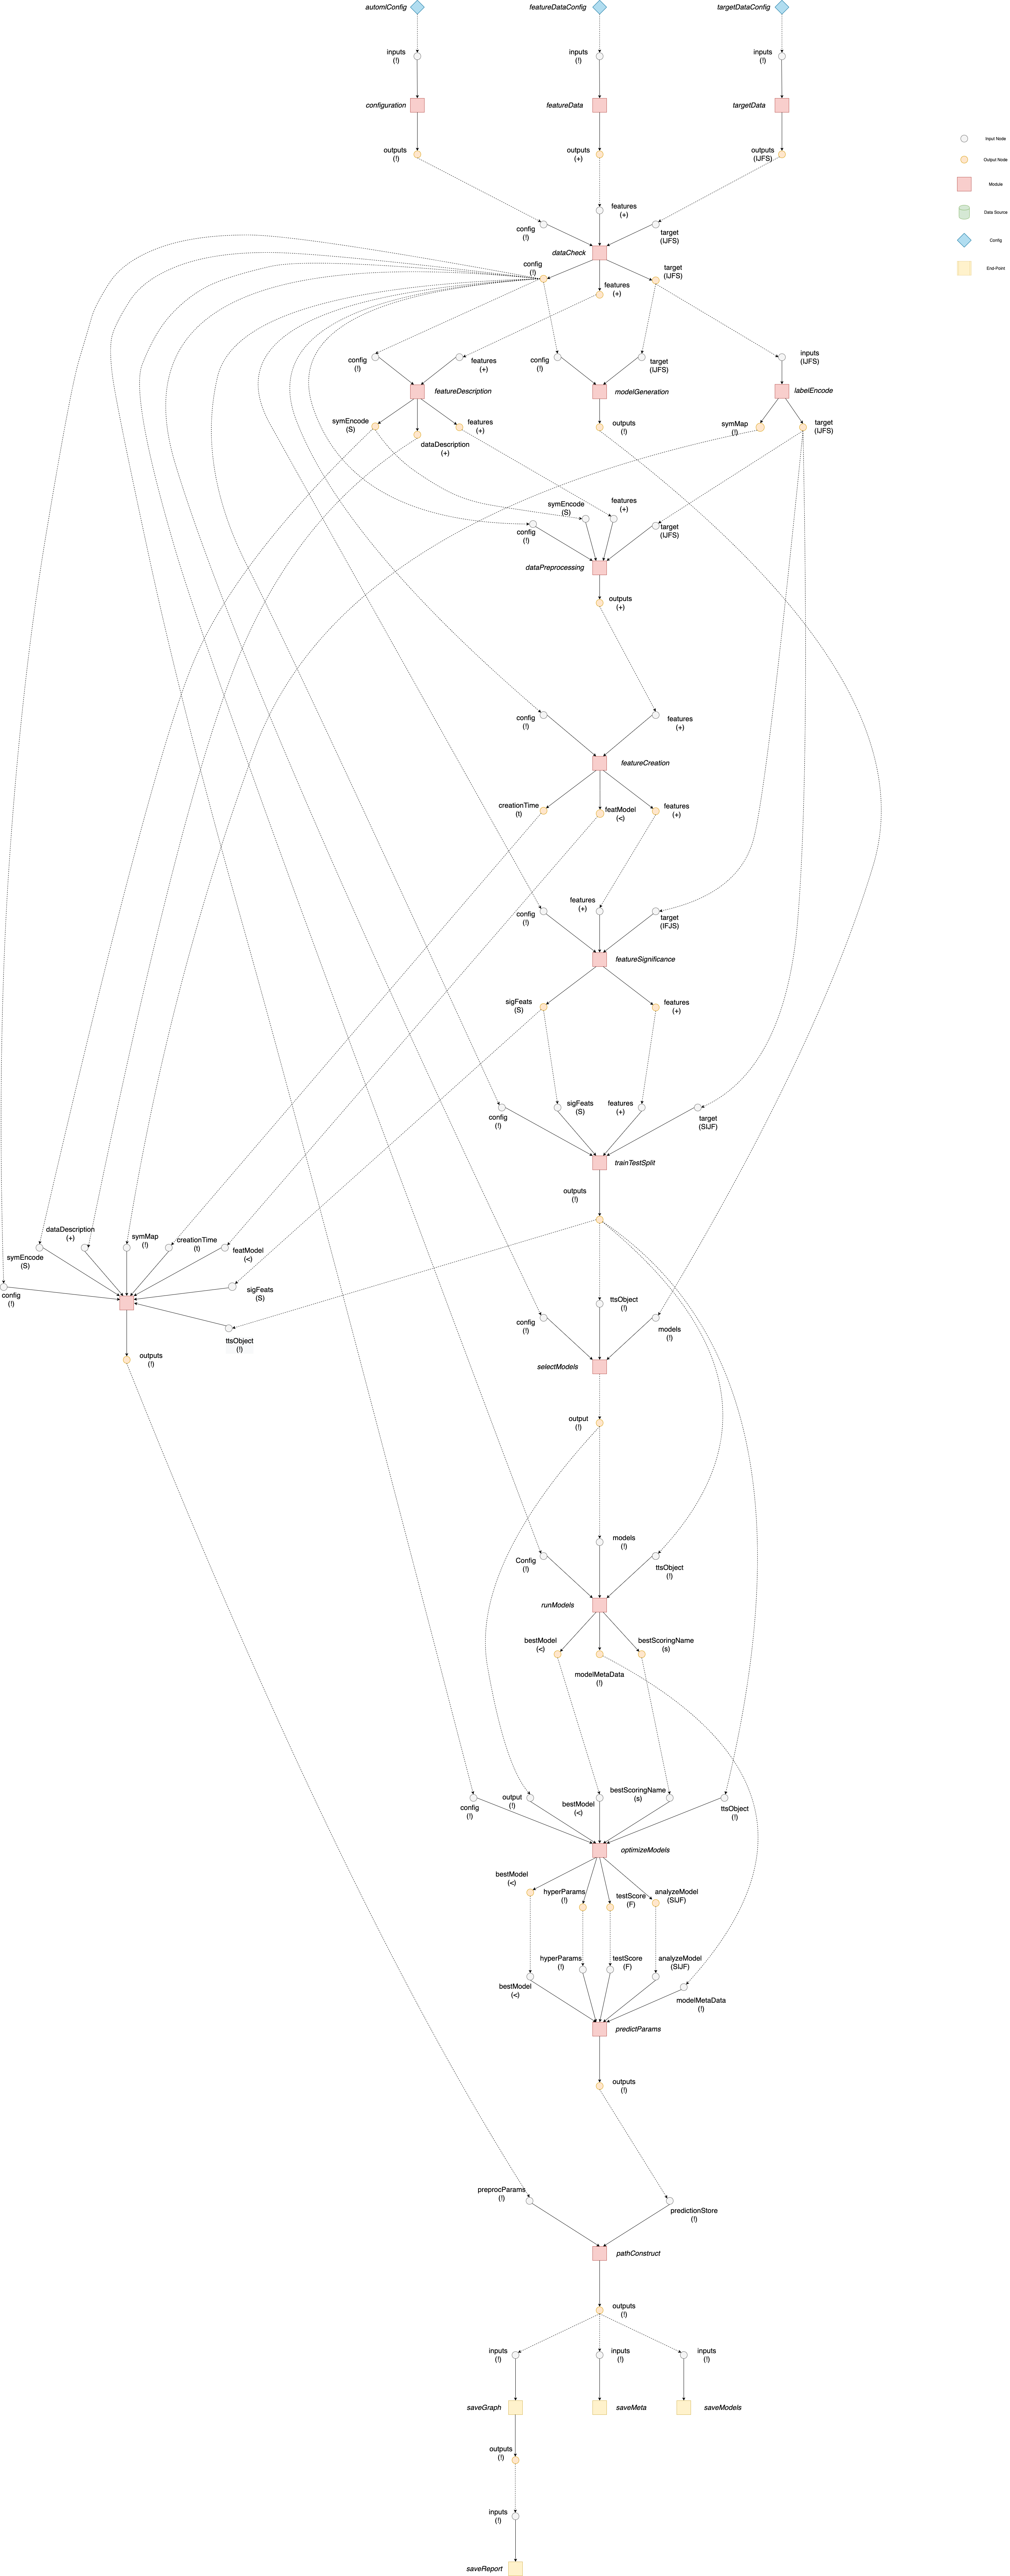 automlConfig
featureDataConfig
targetDataConfig
inputs
(!)
inputs
(!)
inputs
(!)
configuration
featureData
targetData
outputs
(!)
outputs
(+)
outputs
(IJFS)
Input Node
Output Node
Module
Data Source
Config
End-Point
config
(!)
features
(+)
target
(IJFS)
dataCheck
config
(!)
features
(+)
target
(IJFS)
config
(!)
features
(+)
config
(!)
target
(IJFS)
inputs
(IJFS)
featureDescription
modelGeneration
labelEncode
symEncode
(S)
dataDescription
(+)
features
(+)
outputs
(!)
symMap
(!)
target
(IJFS)
config
(!)
symEncode
(S)
features
(+)
target
(IJFS)
dataPreprocessing
outputs
(+)
config
(!)
features
(+)
featureCreation
creationTime
(t)
featModel
(<)
features
(+)
config
(!)
features
(+)
target
(IFJS)
featureSignificance
sigFeats
(S)
features
(+)
config
(!)
sigFeats
(S)
features
(+)
target
(SIJF)
trainTestSplit
outputs
(!)
config
(!)
symEncode
(S)
dataDescription
(+)
symMap
(!)
creationTime
(t)
featModel
(<)
sigFeats
(S)
ttsObject
(!)
outputs
(!)
config
(!)
ttsObject
(!)
models
(!)
selectModels
output
(!)
Config
(!)
models
(!)
ttsObject
(!)
runModels
bestModel
(<)
modelMetaData
(!)
bestScoringName
(s)
config
(!)
output
(!)
bestModel
(<)
bestScoringName
(s)
ttsObject
(!)
optimizeModels
bestModel
(<)
hyperParams
(!)
testScore
(F)
analyzeModel
(SIJF)
bestModel
(<)
hyperParams
(!)
testScore
(F)
analyzeModel
(SIJF)
modelMetaData
(!)
predictParams
outputs
(!)
preprocParams
(!)
predictionStore
(!)
pathConstruct
outputs
(!)
inputs
(!)
inputs
(!)
inputs
(!)
saveGraph
saveMeta
saveModels
outputs
(!)
inputs
(!)
saveReport